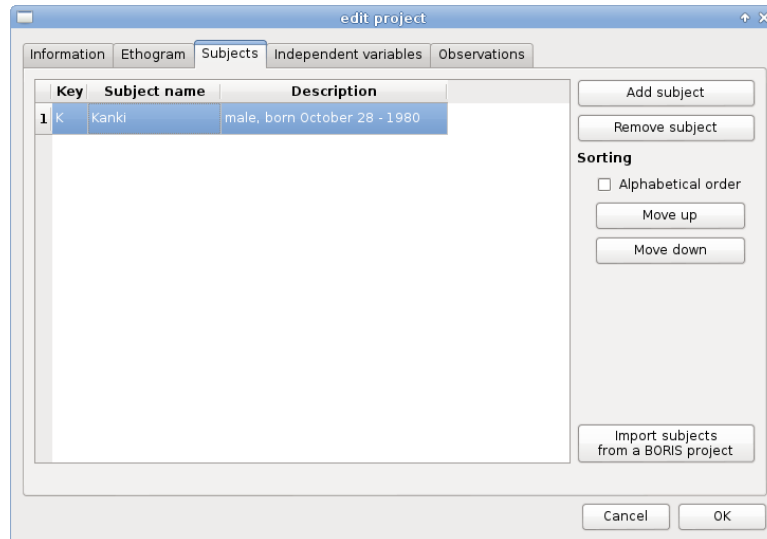 edit project
Information Ethogram Subjects Independent variables Observations
Key Subject name Description
1 K Kanki male, born October 28 - 1980
Add subject
Remove subject
Sorting
Alphabetical order
Move up
Move down
Import subjects
from a BORIS project
Cancel OK